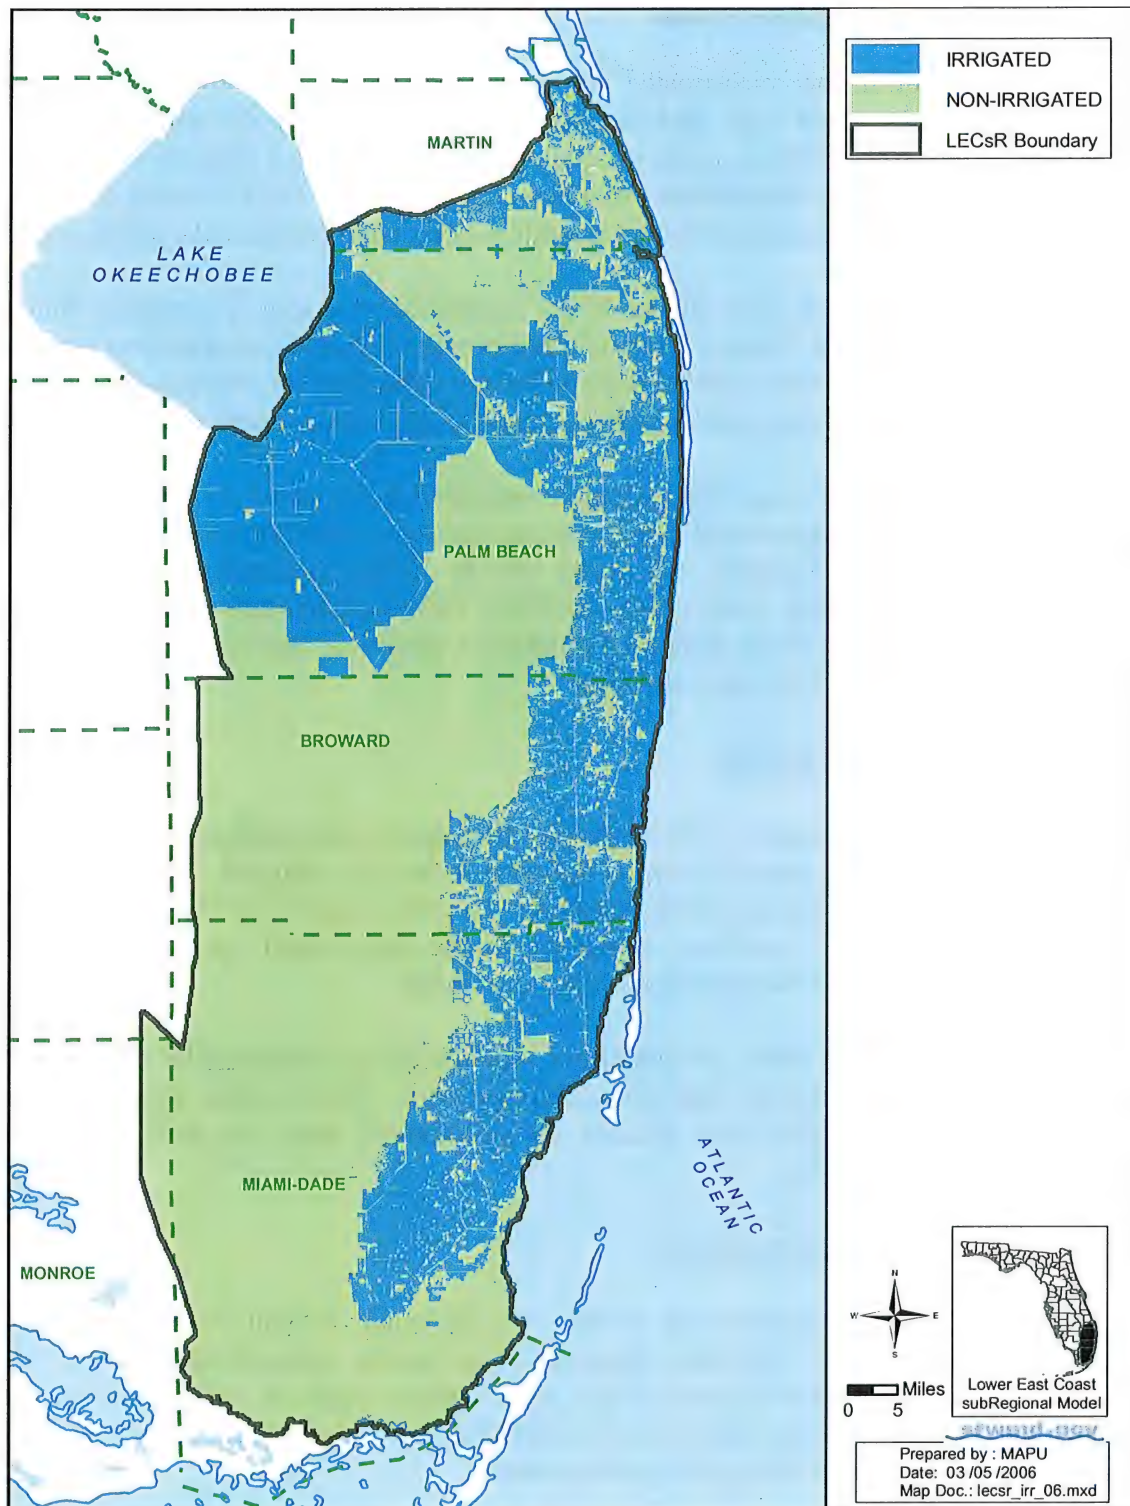 IRRIGATED
NON-IRRIGATED
LECsR Boundary
MARTIN
LAKE
OKEECHOBEE
PALM BEACH
BROWARD
MIAMI-DADE
MONROE
ATLANTIC
OCEAN
N
W
E
S
Miles
0 5
Lower East Coast
subRegional Model
Prepared by : MAPU
Date: 03 /05 /2006
Map Doc.: lecsr_irr_06.mxd